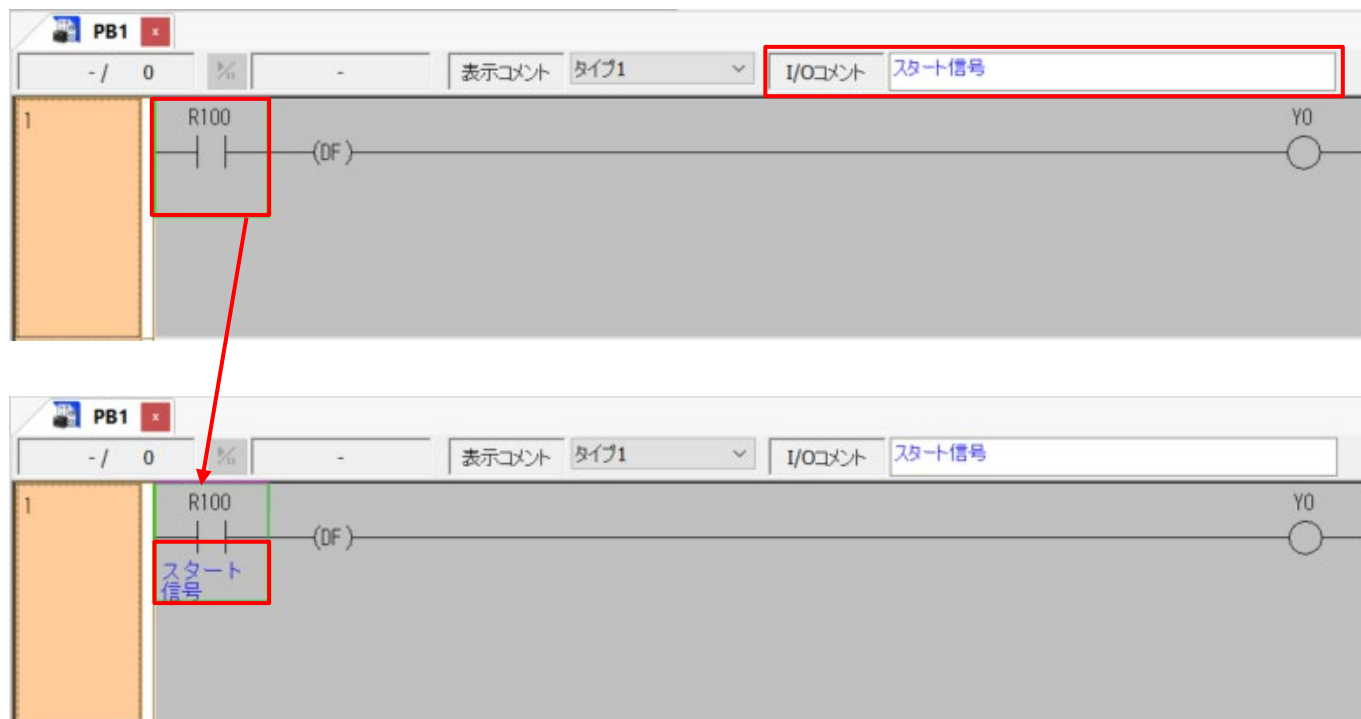 PB1 x
- / 0 - 表示コメント タイプ1 I/Oコメント スタート信号
1 R100 Y0
(DF)
PB1 x
- / 0 - 表示コメント タイプ1 I/Oコメント スタート信号
1 R100 Y0
(DF)
スタート
信号